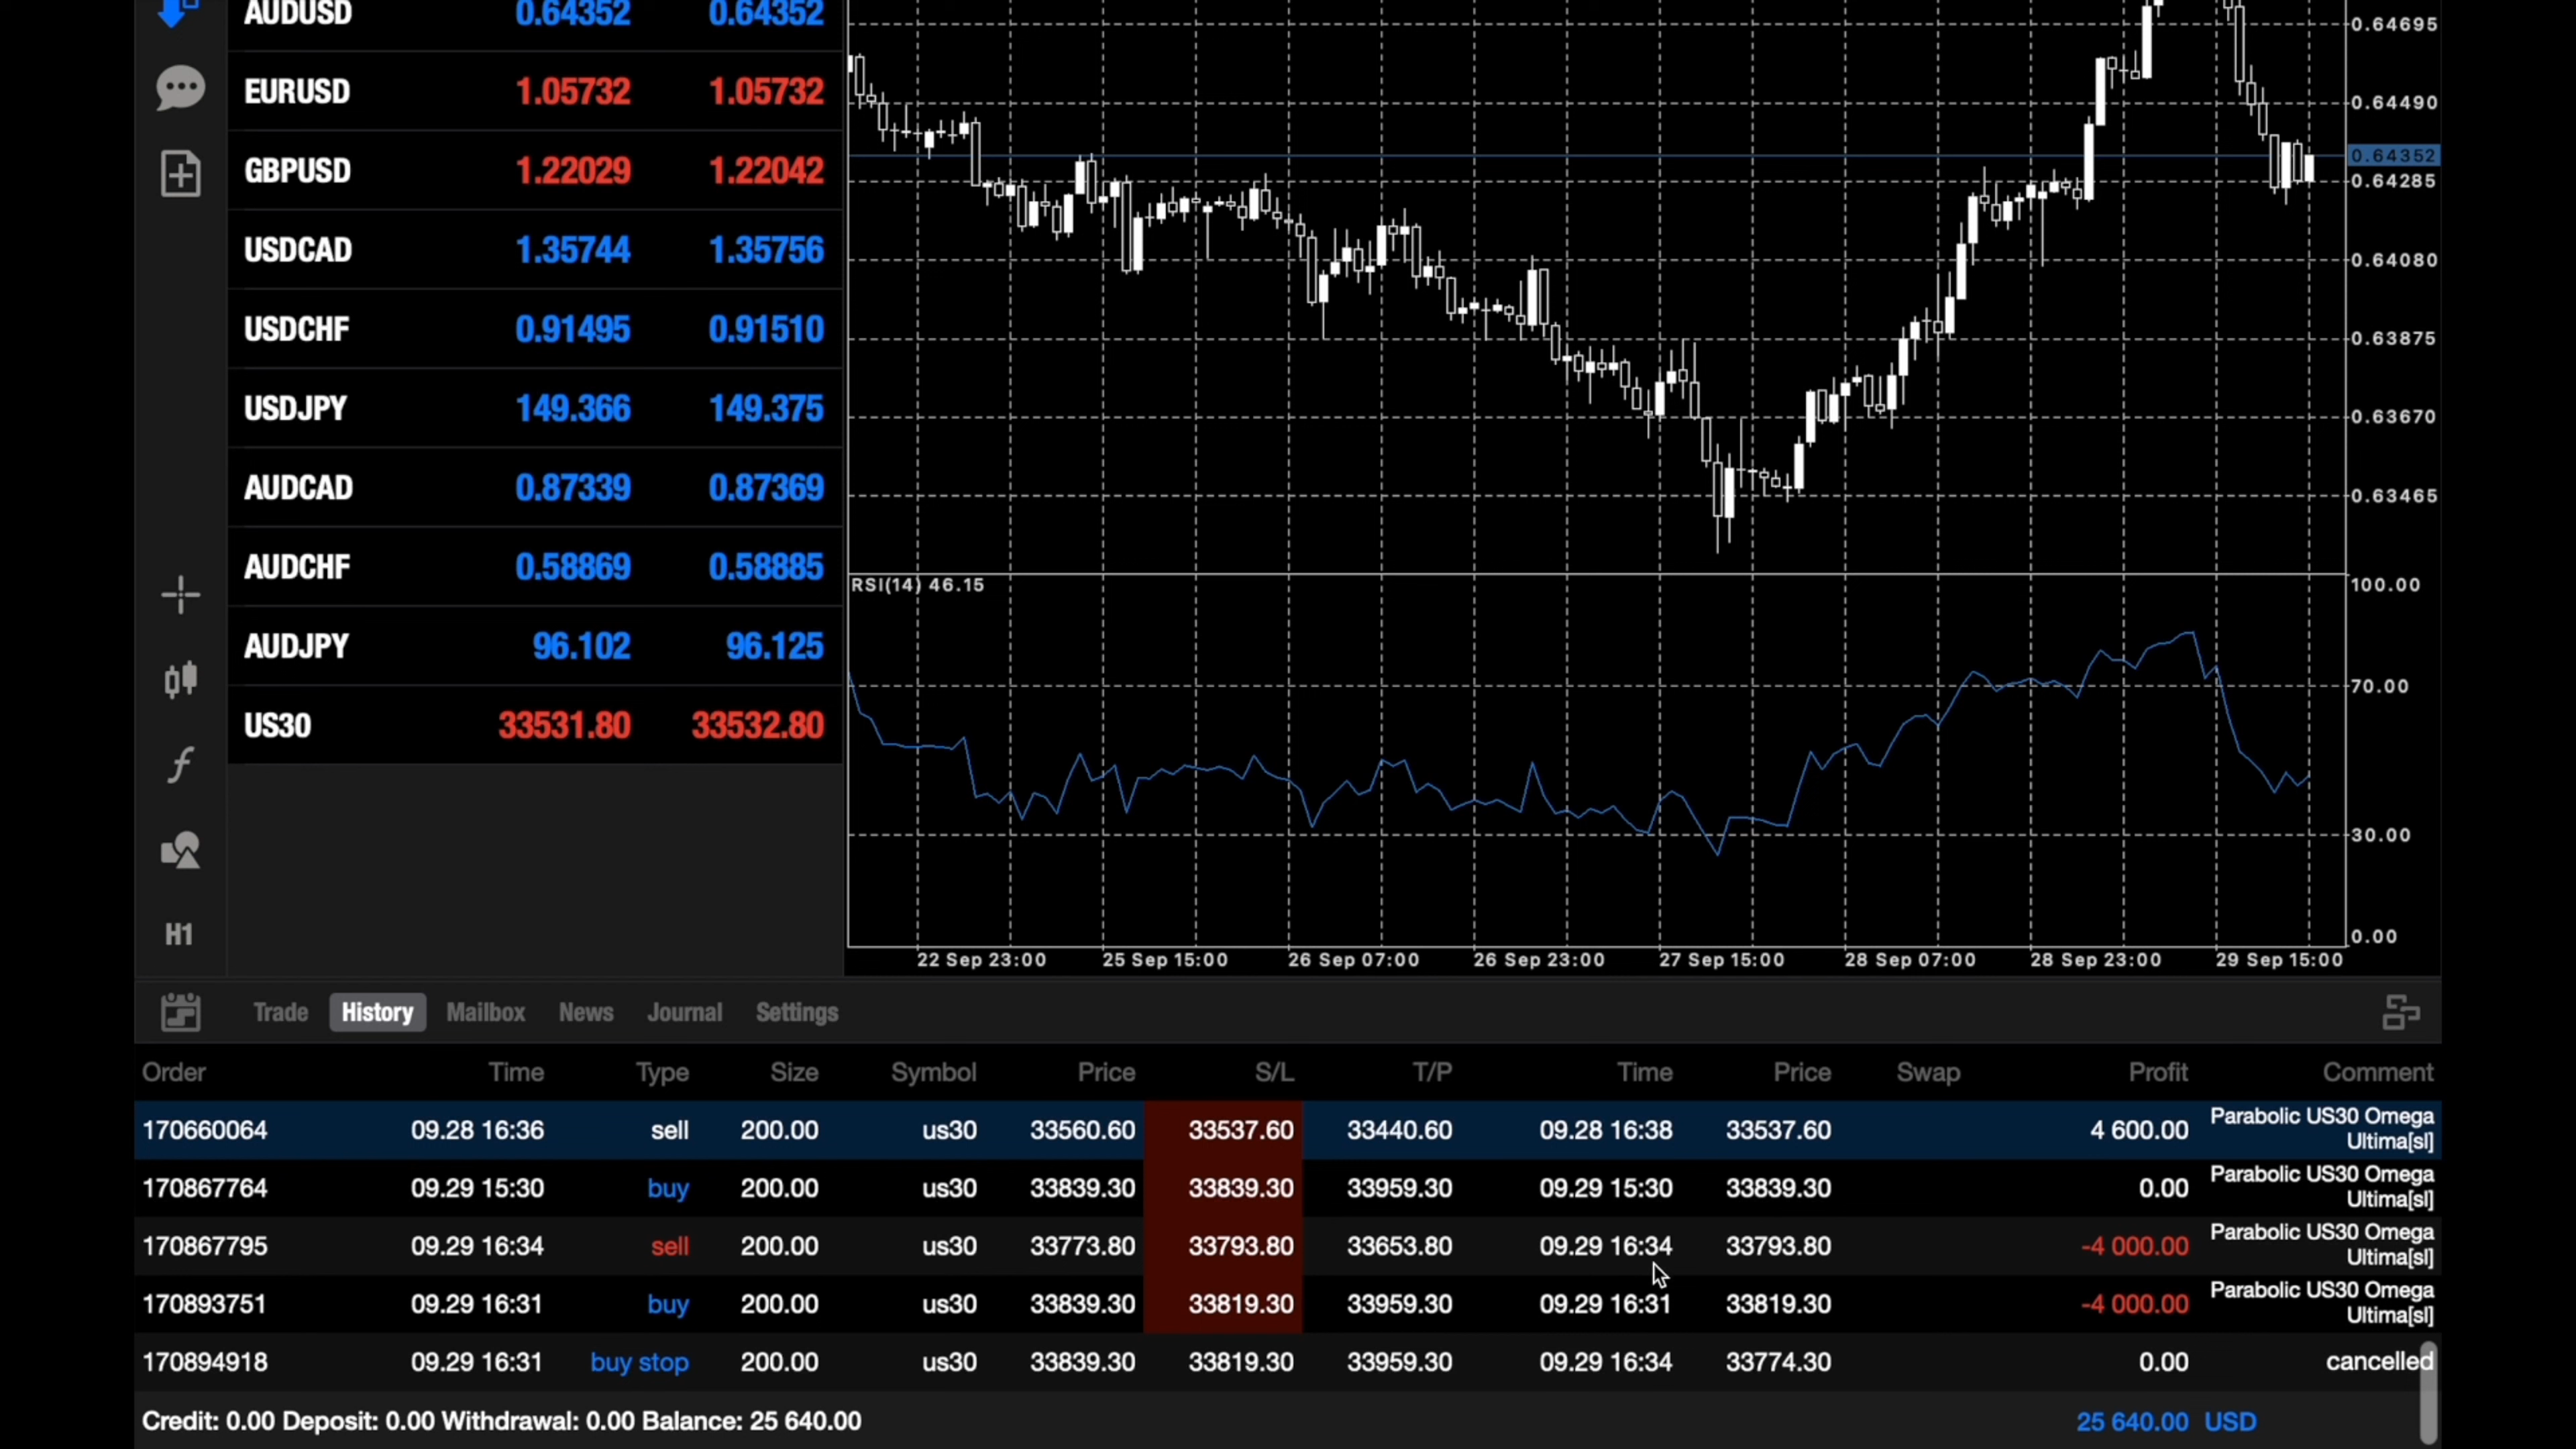 AUDUSD 0.64352 0.64352
EURUSD 1.05732 1.05732
GBPUSD 1.22029 1.22042
USDCAD 1.35744 1.35756
USDCHF 0.91495 0.91510
USDJPY 149.366 149.375
AUDCAD 0.87339 0.87369
AUDCHF 0.58869 0.58885
AUDJPY 96.102 96.125
US30 33531.80 33532.80
H1
0.64695
0.64490
0.64352
0.64285
0.64080
0.63875
0.63670
0.63465
RSI(14) 46.15
100.00
70.00
30.00
0.00
22 Sep 23:00 25 Sep 15:00 26 Sep 07:00 26 Sep 23:00 27 Sep 15:00 28 Sep 07:00 28 Sep 23:00 29 Sep 15:00
Trade History Mailbox News Journal Settings
Order Time Type Size Symbol Price S/L T/P Time Price Swap Profit Comment
170660064 09.28 16:36 sell 200.00 us30 33560.60 33537.60 33440.60 09.28 16:38 33537.60 4 600.00 Parabolic US30 Omega
Ultima[sl]
170867764 09.29 15:30 buy 200.00 us30 33839.30 33839.30 33959.30 09.29 15:30 33839.30 0.00 Parabolic US30 Omega
Ultima[sl]
170867795 09.29 16:34 sell 200.00 us30 33773.80 33793.80 33653.80 09.29 16:34 33793.80 -4 000.00 Parabolic US30 Omega
Ultima[sl]
170893751 09.29 16:31 buy 200.00 us30 33839.30 33819.30 33959.30 09.29 16:31 33819.30 -4 000.00 Parabolic US30 Omega
Ultima[sl]
170894918 09.29 16:31 buy stop 200.00 us30 33839.30 33819.30 33959.30 09.29 16:34 33774.30 0.00 cancelled
Credit: 0.00 Deposit: 0.00 Withdrawal: 0.00 Balance: 25 640.00 25 640.00 USD